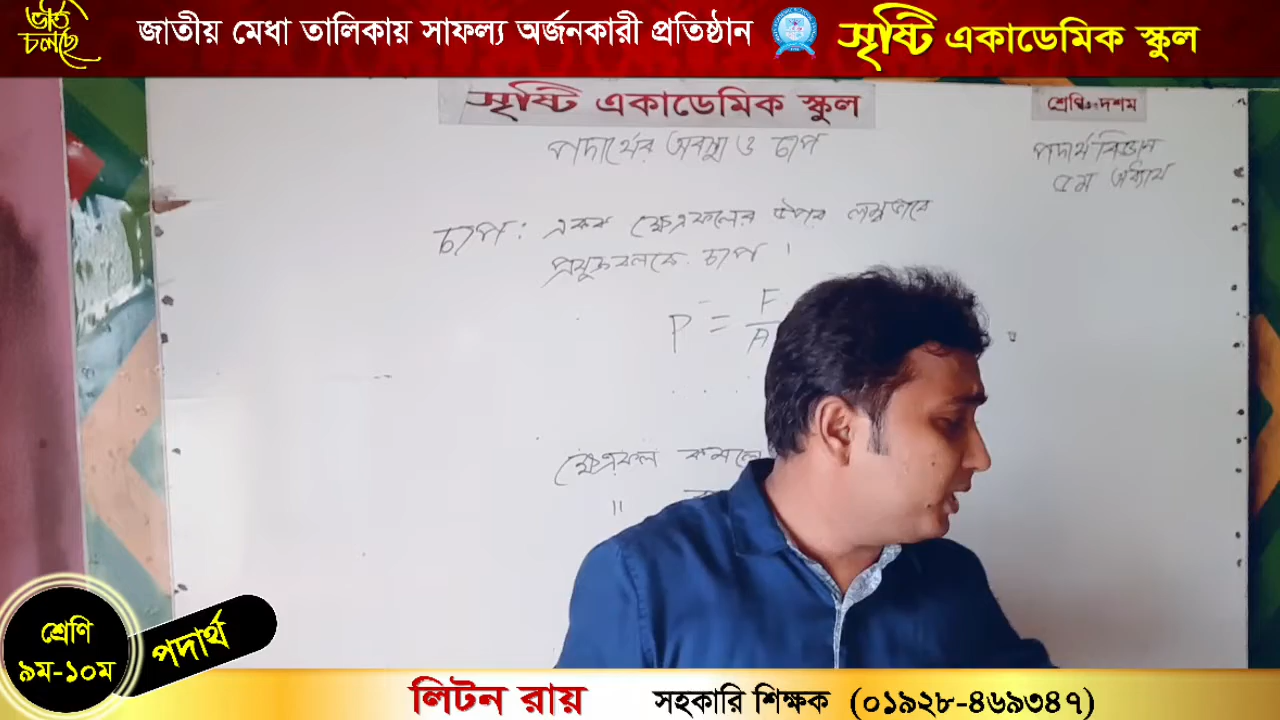 ভর্তি চলছে
জাতীয় মেধা তালিকায় সাফল্য অর্জনকারী প্রতিষ্ঠান
সৃষ্টি একাডেমিক স্কুল
সৃষ্টি একাডেমিক স্কুল
শ্রেণি: দশম
পদার্থের অবস্থা ও চাপ
পদার্থ বিজ্ঞান
৫ম অধ্যায়
চাপ: একক ক্ষেত্রফলের উপর লম্বভাবে
প্রযুক্ত বলকে চাপ ।
P = F/A
ক্ষেত্রফল কমলে
"
শ্রেণি
৯ম-১০ম
পদার্থ
লিটন রায়
সহকারি শিক্ষক (০১৯২৮-৪৬৯৩৪৭)